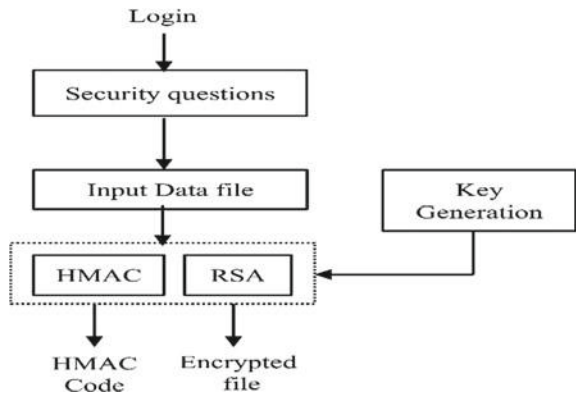 Login
Security questions
Input Data file
Key
Generation
HMAC
RSA
HMAC
Code
Encrypted
file